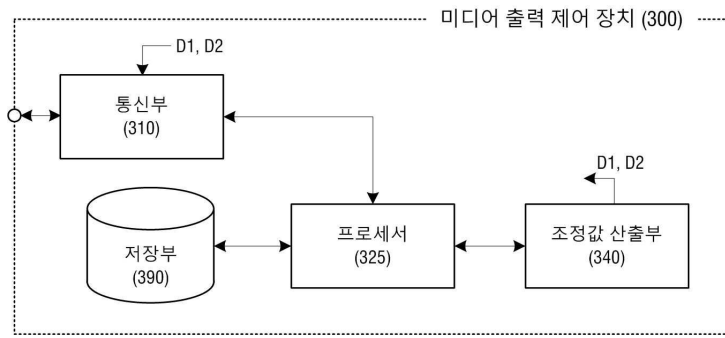 미디어 출력 제어 장치 (300)
D1, D2
통신부
(310)
D1, D2
저장부
(390)
프로세서
(325)
조정값 산출부
(340)